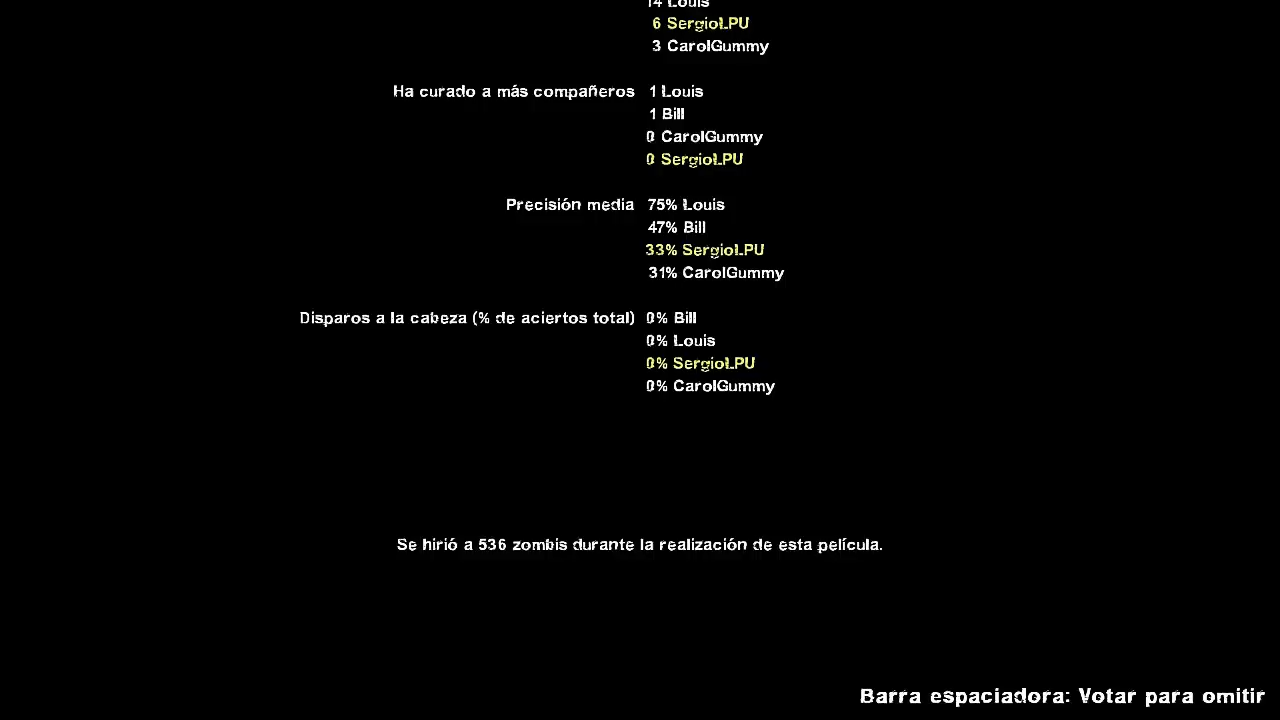 14 Louis
6 SergioLPU
3 CarolGummy
Ha curado a más compañeros 1 Louis
1 Bill
0 CarolGummy
0 SergioLPU
Precisión media 75% Louis
47% Bill
33% SergioLPU
31% CarolGummy
Disparos a la cabeza (% de aciertos total) 0% Bill
0% Louis
0% SergioLPU
0% CarolGummy
Se hirió a 536 zombis durante la realización de esta película.
Barra espaciadora: Votar para omitir